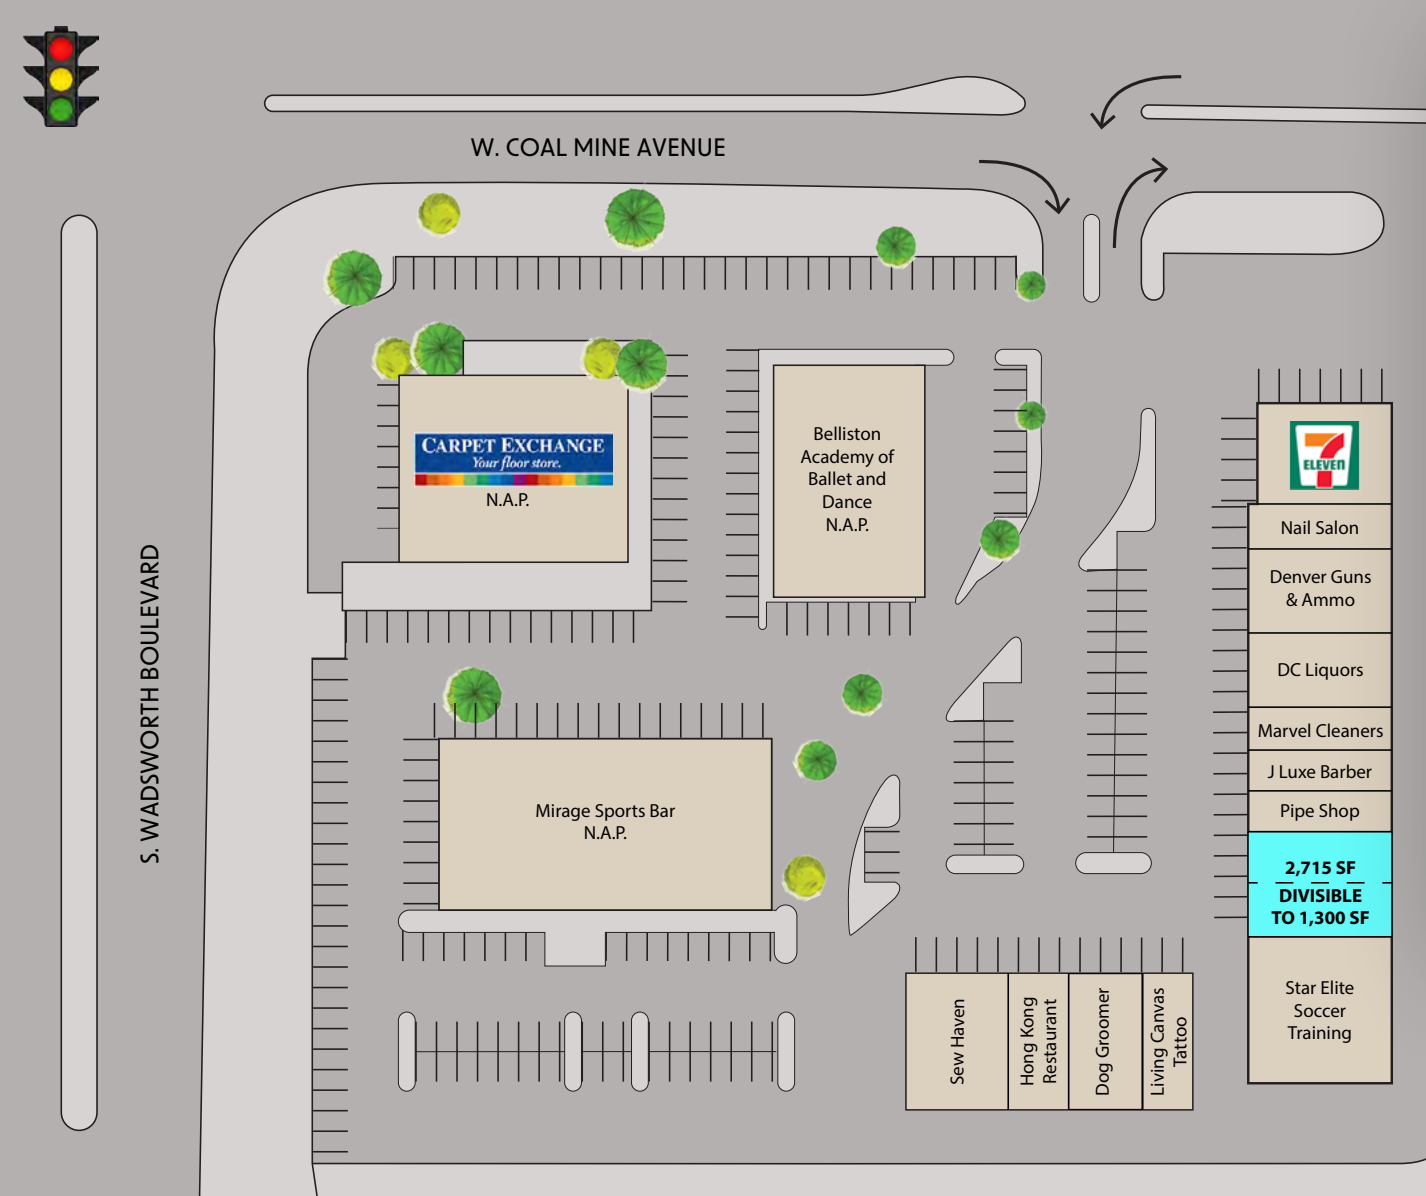 W. COAL MINE AVENUE
S. WADSWORTH BOULEVARD
CARPET EXCHANGE
Your floor store.
N.A.P.
Belliston
Academy of
Ballet and
Dance
N.A.P.
7
ELEVEN
Nail Salon
Denver Guns
& Ammo
DC Liquors
Marvel Cleaners
J Luxe Barber
Pipe Shop
2,715 SF
DIVISIBLE
TO 1,300 SF
Star Elite
Soccer
Training
Mirage Sports Bar
N.A.P.
Sew Haven
Hong Kong
Restaurant
Dog Groomer
Living Canvas
Tattoo